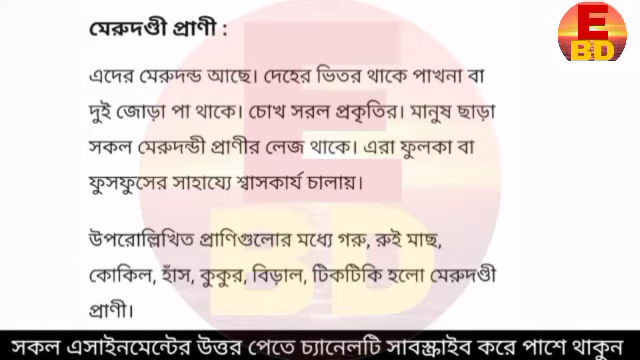 মেরুদণ্ডী প্রাণী :
এদের মেরুদন্ড আছে। দেহের ভিতর থাকে পাখনা বা
দুই জোড়া পা থাকে। চোখ সরল প্রকৃতির। মানুষ ছাড়া
সকল মেরুদন্ডী প্রাণীর লেজ থাকে। এরা ফুলকা বা
ফুসফুসের সাহায্যে শ্বাসকার্য চালায়।
উপরোল্লিখিত প্রাণিগুলোর মধ্যে গরু, রুই মাছ,
কোকিল, হাঁস, কুকুর, বিড়াল, টিকটিকি হলো মেরুদণ্ডী
প্রাণী।
সকল এসাইনমেন্টের উত্তর পেতে চ্যানেলটি সাবস্ক্রাইব করে পাশে থাকুন
E
BD
E
BD